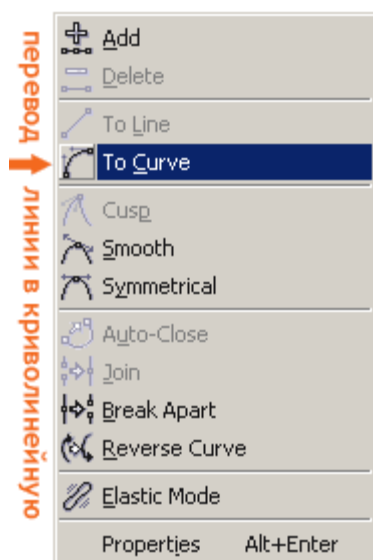 перевод линии в криволинейную
Add
Delete
To Line
To Curve
Cusp
Smooth
Symmetrical
Auto-Close
Join
Break Apart
Reverse Curve
Elastic Mode
Properties Alt+Enter